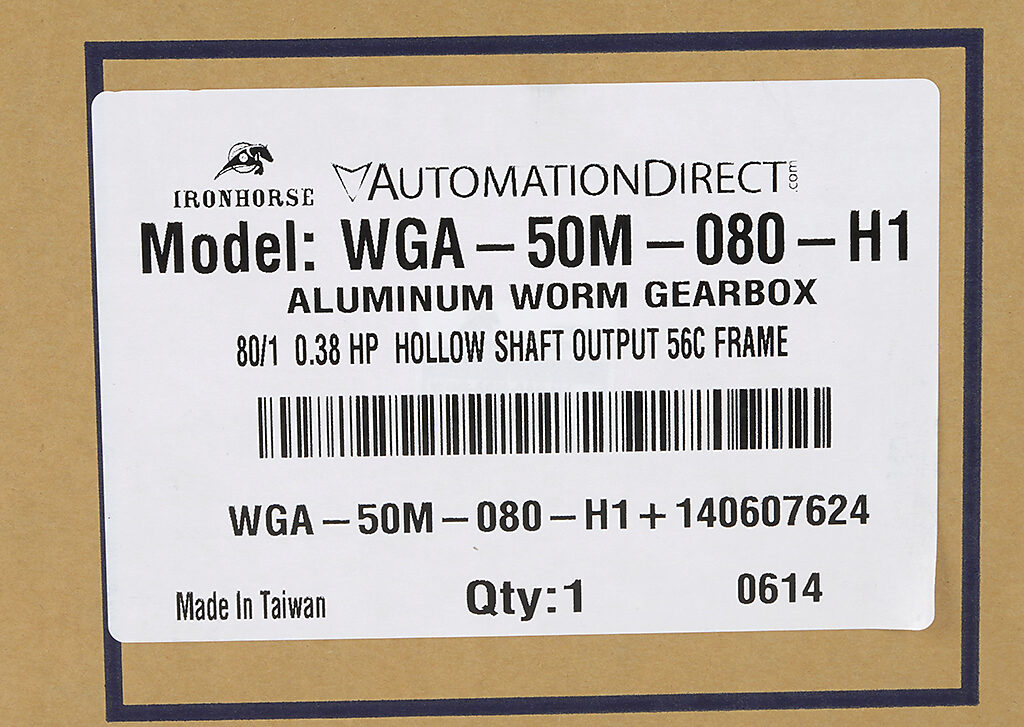 IRONHORSE AUTOMATIONDIRECT.com
Model: WGA-50M-080-H1
ALUMINUM WORM GEARBOX
80/1 0.38 HP HOLLOW SHAFT OUTPUT 56C FRAME
WGA-50M-080-H1+140607624
Made In Taiwan Qty:1 0614